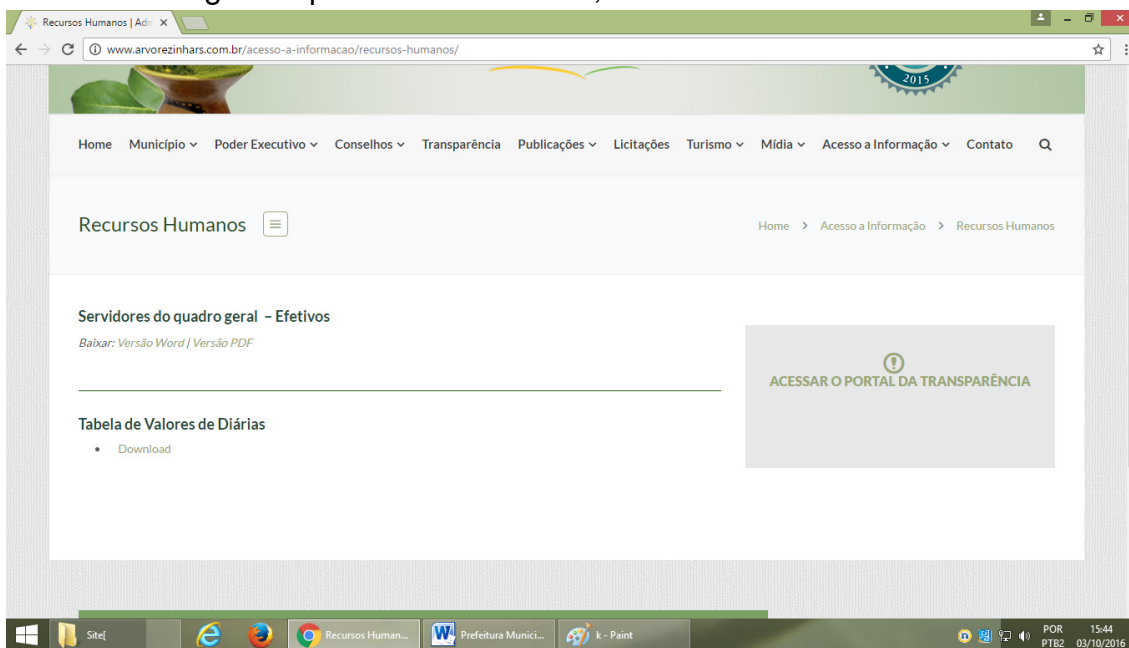 Recursos Humanos | Adn
www.arvorezinhars.com.br/acesso-a-informacao/recursos-humanos/
2015
Home Município Poder Executivo Conselhos Transparência Publicações Licitações Turismo Mídia Acesso a Informação Contato
Recursos Humanos
Home > Acesso a Informação > Recursos Humanos
Servidores do quadro geral – Efetivos
Baixar: Versão Word | Versão PDF
ACESSAR O PORTAL DA TRANSPARÊNCIA
Tabela de Valores de Diárias
• Download
Site[
Recursos Human...
Prefeitura Munici...
k - Paint
POR
PTB2
15:44
03/10/2016